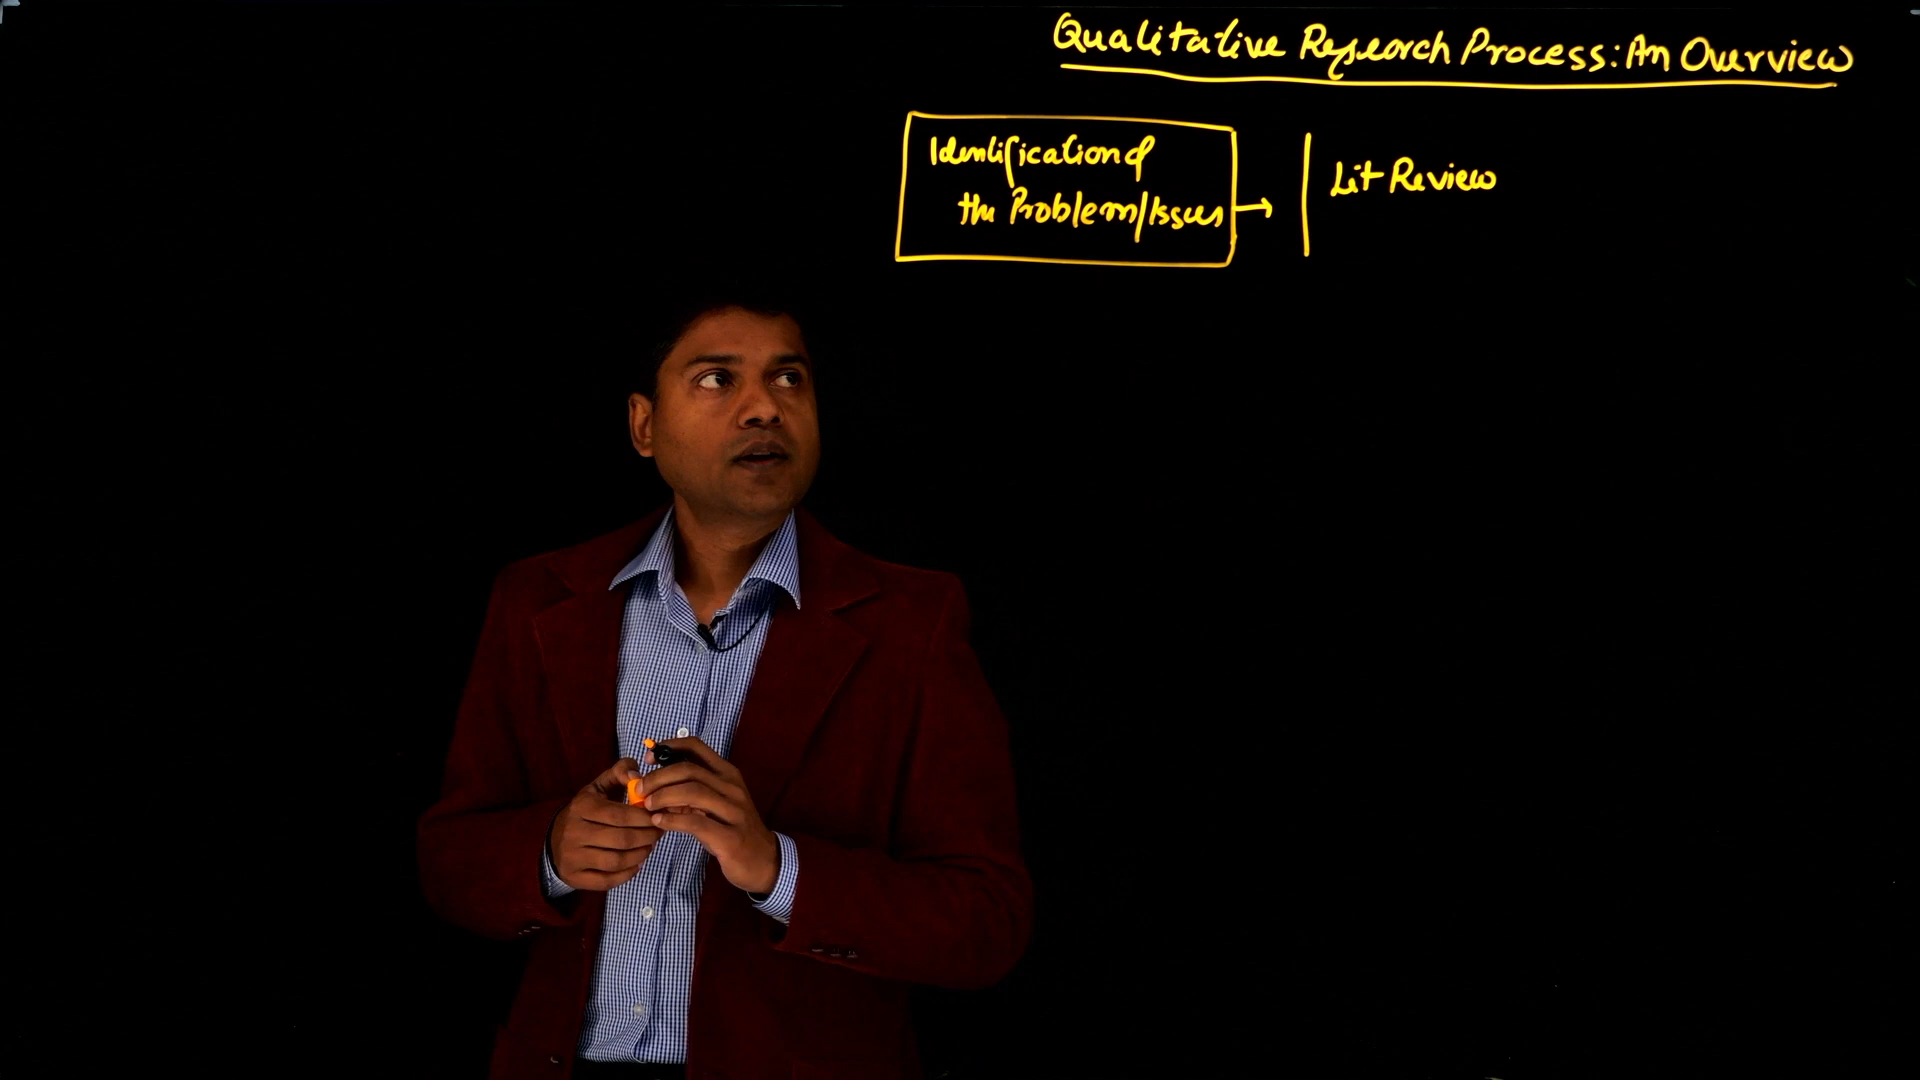 Qualitative Research Process: An Overview
Identification of
the Problem/Issues
Lit Review